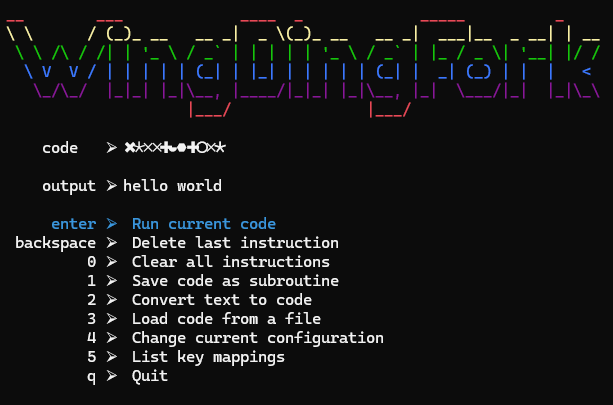 WingDingFork
code ➢
output ➢ hello world
enter ➢ Run current code
backspace ➢ Delete last instruction
0 ➢ Clear all instructions
1 ➢ Save code as subroutine
2 ➢ Convert text to code
3 ➢ Load code from a file
4 ➢ Change current configuration
5 ➢ List key mappings
q ➢ Quit